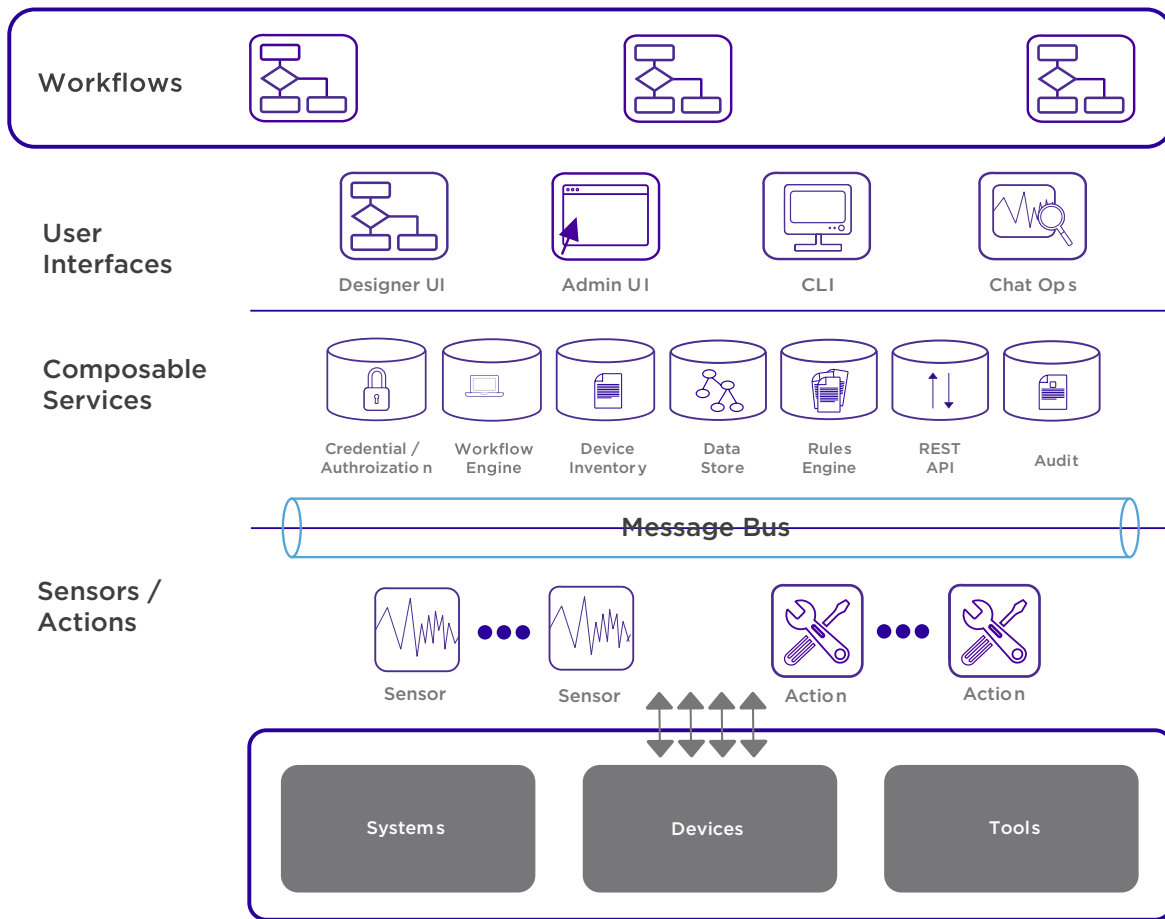 Workflows
User
Interfaces
Designer UI
Admin UI
CLI
Chat Ops
Composable
Services
Credential /
Authroization
Workflow
Engine
Device
Inventory
Data
Store
Rules
Engine
REST
API
Audit
Message Bus
Sensors /
Actions
Sensor
Sensor
Action
Action
Systems
Devices
Tools